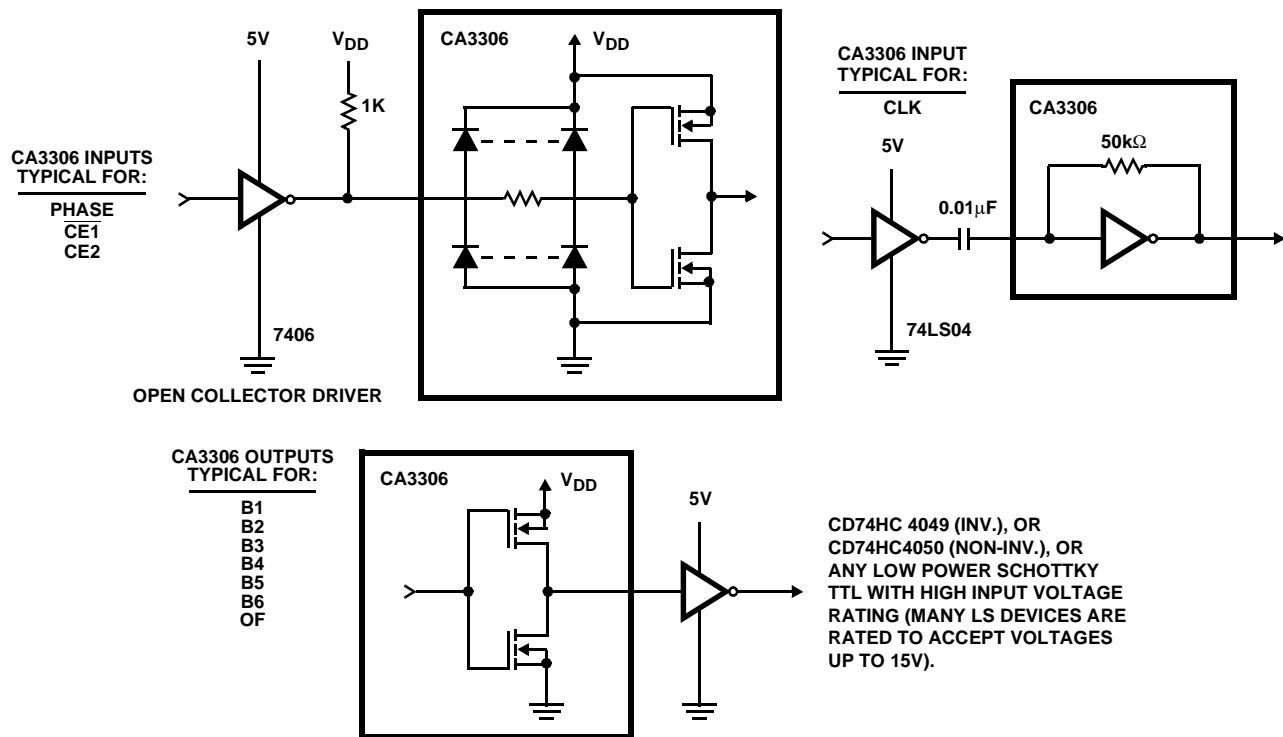 5V
VDD
1K
CA3306
VDD
CA3306 INPUTS
TYPICAL FOR:
PHASE
CE1
CE2
7406
OPEN COLLECTOR DRIVER
CA3306 INPUT
TYPICAL FOR:
CLK
5V
0.01μF
74LS04
CA3306
50kΩ
CA3306 OUTPUTS
TYPICAL FOR:
B1
B2
B3
B4
B5
B6
OF
CA3306
VDD
5V
CD74HC 4049 (INV.), OR
CD74HC4050 (NON-INV.), OR
ANY LOW POWER SCHOTTKY
TTL WITH HIGH INPUT VOLTAGE
RATING (MANY LS DEVICES ARE
RATED TO ACCEPT VOLTAGES
UP TO 15V).